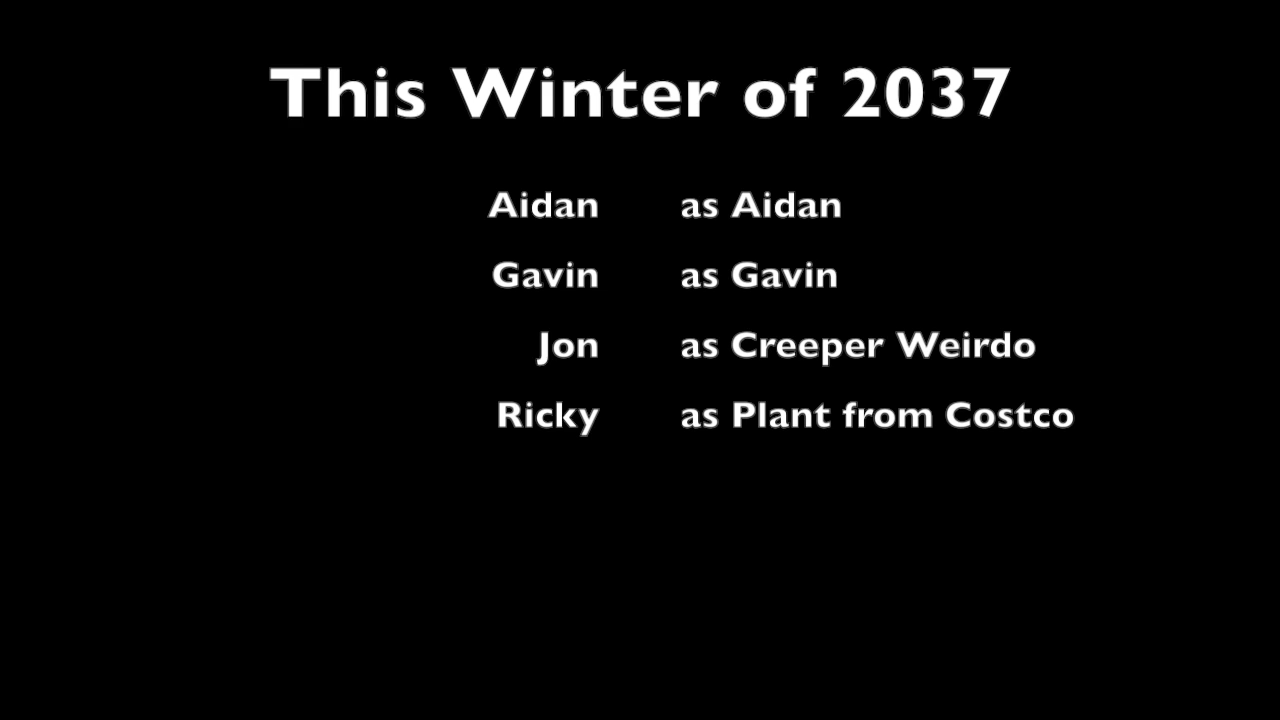 This Winter of 2037
Aidan as Aidan
Gavin as Gavin
Jon as Creeper Weirdo
Ricky as Plant from Costco